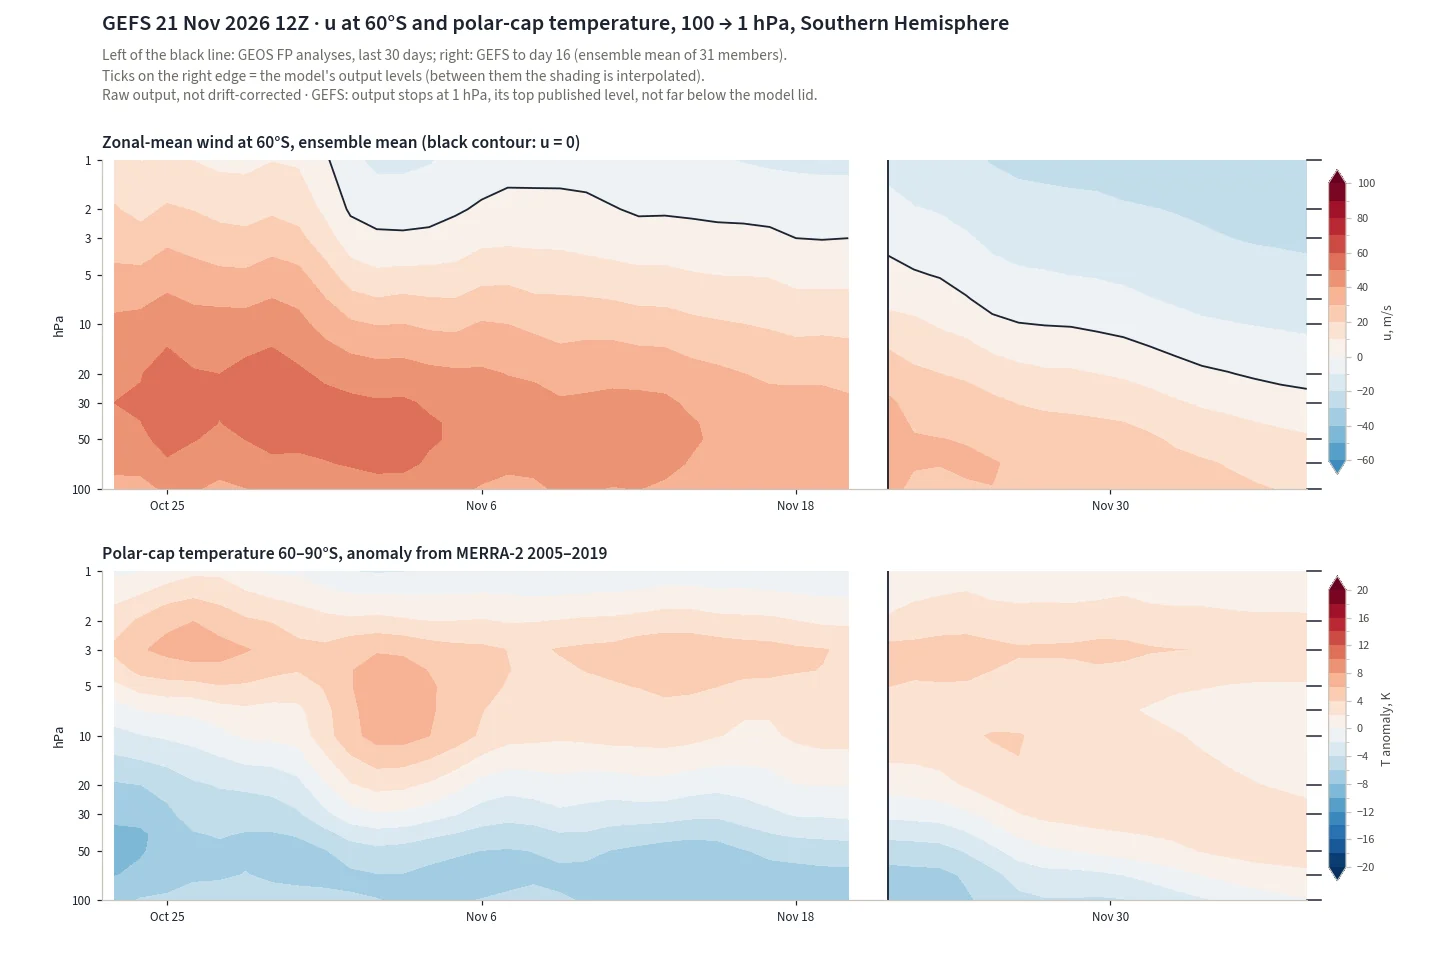 GEFS 21 Nov 2026 12Z · u at 60°S and polar-cap temperature, 100 → 1 hPa, Southern Hemisphere
Left of the black line: GEOS FP analyses, last 30 days; right: GEFS to day 16 (ensemble mean of 31 members).
Ticks on the right edge = the model's output levels (between them the shading is interpolated).
Raw output, not drift-corrected · GEFS: output stops at 1 hPa, its top published level, not far below the model lid.
Zonal-mean wind at 60°S, ensemble mean (black contour: u = 0)
1
2
3
5
10
20
30
50
100
hPa
Oct 25
Nov 6
Nov 18
Nov 30
100
80
60
40
20
0
−20
−40
−60
u, m/s
Polar-cap temperature 60–90°S, anomaly from MERRA-2 2005–2019
1
2
3
5
10
20
30
50
100
hPa
Oct 25
Nov 6
Nov 18
Nov 30
20
16
12
8
4
0
−4
−8
−12
−16
−20
T anomaly, K